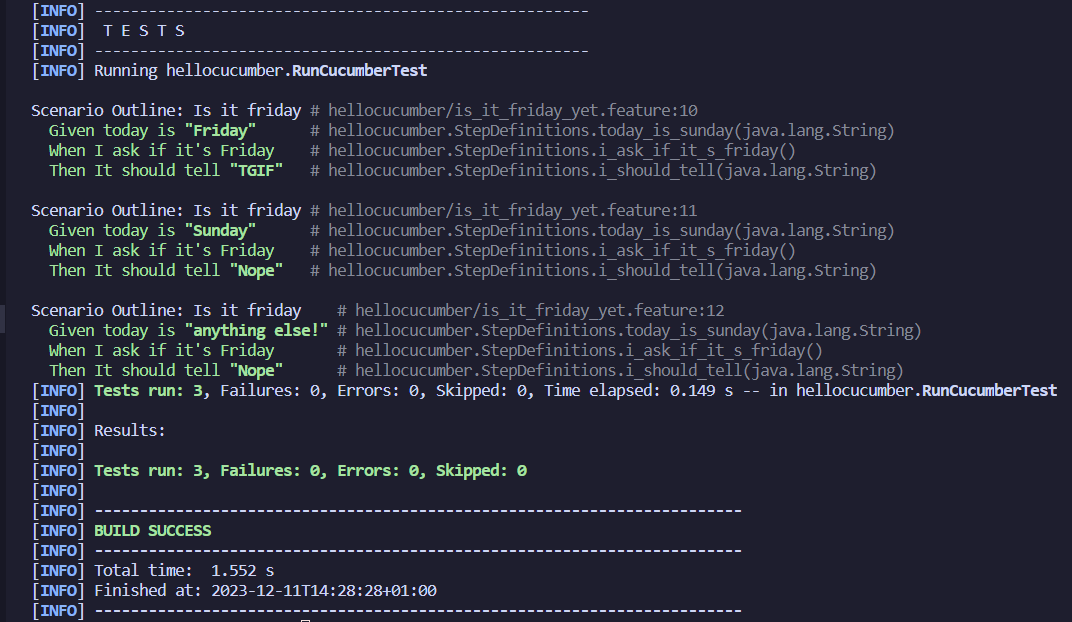 [INFO] -------------------------------------------------------
[INFO]  T E S T S
[INFO] -------------------------------------------------------
[INFO] Running hellocucumber.RunCucumberTest
Scenario Outline: Is it friday # hellocucumber/is_it_friday_yet.feature:10
  Given today is "Friday"      # hellocucumber.StepDefinitions.today_is_sunday(java.lang.String)
  When I ask if it's Friday    # hellocucumber.StepDefinitions.i_ask_if_it_s_friday()
  Then It should tell "TGIF"   # hellocucumber.StepDefinitions.i_should_tell(java.lang.String)
Scenario Outline: Is it friday # hellocucumber/is_it_friday_yet.feature:11
  Given today is "Sunday"      # hellocucumber.StepDefinitions.today_is_sunday(java.lang.String)
  When I ask if it's Friday    # hellocucumber.StepDefinitions.i_ask_if_it_s_friday()
  Then It should tell "Nope"   # hellocucumber.StepDefinitions.i_should_tell(java.lang.String)
Scenario Outline: Is it friday    # hellocucumber/is_it_friday_yet.feature:12
  Given today is "anything else!" # hellocucumber.StepDefinitions.today_is_sunday(java.lang.String)
  When I ask if it's Friday       # hellocucumber.StepDefinitions.i_ask_if_it_s_friday()
  Then It should tell "Nope"      # hellocucumber.StepDefinitions.i_should_tell(java.lang.String)
[INFO] Tests run: 3, Failures: 0, Errors: 0, Skipped: 0, Time elapsed: 0.149 s -- in hellocucumber.RunCucumberTest
[INFO]
[INFO] Results:
[INFO]
[INFO] Tests run: 3, Failures: 0, Errors: 0, Skipped: 0
[INFO]
[INFO] ------------------------------------------------------------------------
[INFO] BUILD SUCCESS
[INFO] ------------------------------------------------------------------------
[INFO] Total time:  1.552 s
[INFO] Finished at: 2023-12-11T14:28:28+01:00
[INFO] ------------------------------------------------------------------------